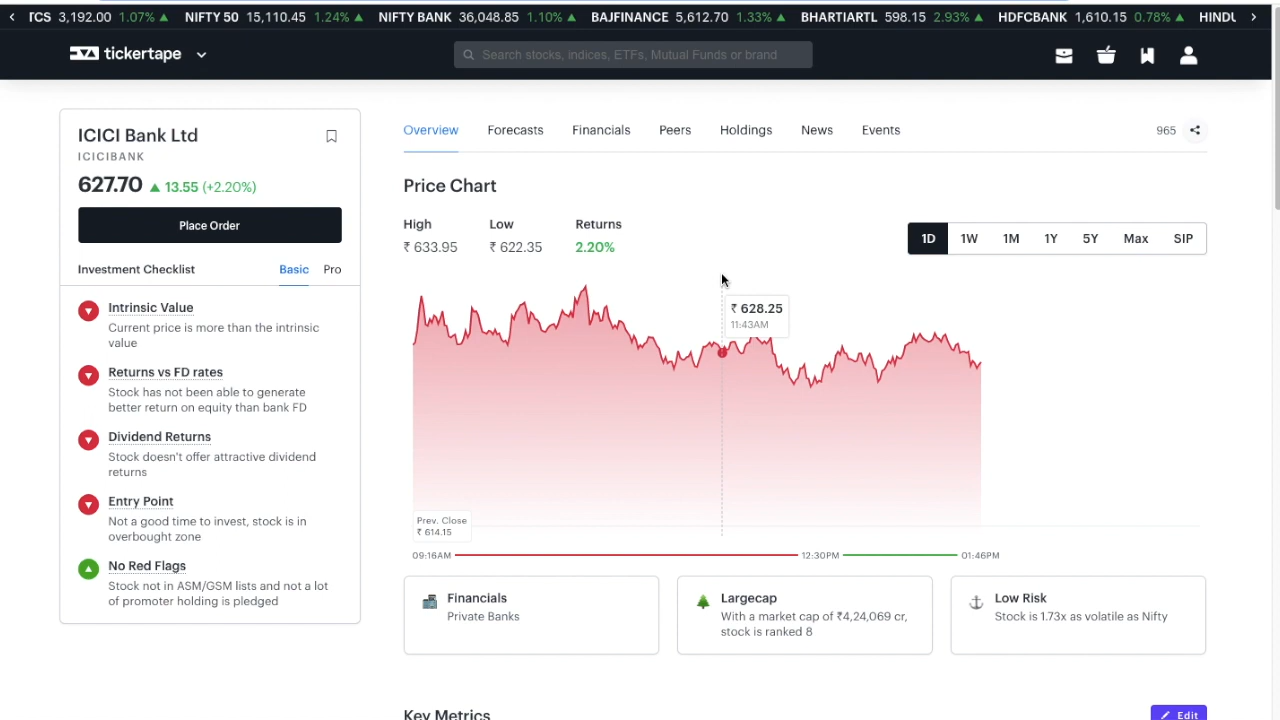 TCS 3,192.00 1.07% NIFTY 50 15,110.45 1.24% NIFTY BANK 36,048.85 1.10% BAJFINANCE 5,612.70 1.33% BHARTIARTL 598.15 2.93% HDFCBANK 1,610.15 0.78%
tickertape
Search stocks, indices, ETFs, Mutual Funds or brand
ICICI Bank Ltd
ICICIBANK
627.70 ▲ 13.55 (+2.20%)
Place Order
Investment Checklist Basic Pro
Intrinsic Value
Current price is more than the intrinsic
value
Returns vs FD rates
Stock has not been able to generate
better return on equity than bank FD
Dividend Returns
Stock doesn't offer attractive dividend
returns
Entry Point
Not a good time to invest, stock is in
overbought zone
No Red Flags
Stock not in ASM/GSM lists and not a lot
of promoter holding is pledged
Overview Forecasts Financials Peers Holdings News Events 965
Price Chart
High Low Returns
₹ 633.95 ₹ 622.35 2.20%
1D 1W 1M 1Y 5Y Max SIP
₹ 628.25
11:43AM
Prev. Close
₹ 614.15
09:16AM 12:30PM 01:46PM
Financials
Private Banks
Largecap
With a market cap of ₹4,24,069 cr,
stock is ranked 8
Low Risk
Stock is 1.73x as volatile as Nifty
Key Metrics Edit